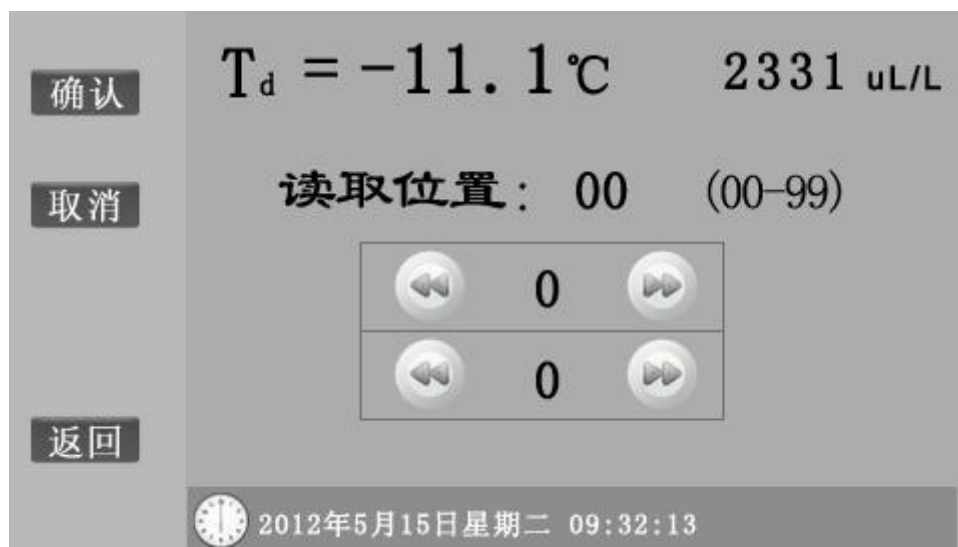 确认
取消
返回
Td = -11.1℃ 2331 uL/L
读取位置: 00 (00-99)
0
0
2012年5月15日星期二 09:32:13